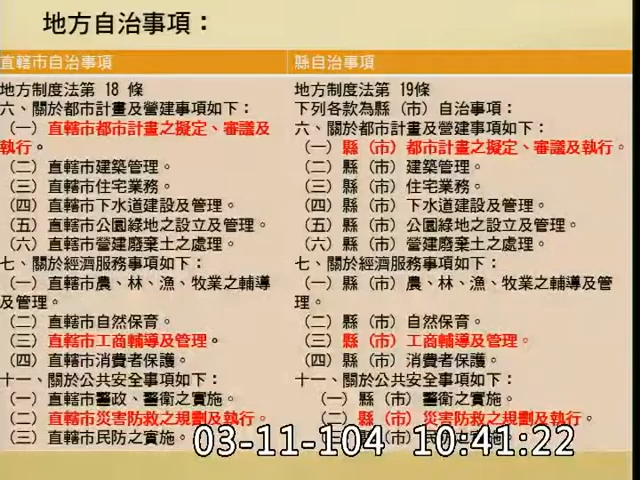 地方自治事項：
直轄市自治事項
地方制度法第 18 條
六、關於都市計畫及營建事項如下：
（一）直轄市都市計畫之擬定、審議及
執行。
（二）直轄市建築管理。
（三）直轄市住宅業務。
（四）直轄市下水道建設及管理。
（五）直轄市公園綠地之設立及管理。
（六）直轄市營建廢棄土之處理。
七、關於經濟服務事項如下：
（一）直轄市農、林、漁、牧業之輔導
及管理。
（二）直轄市自然保育。
（三）直轄市工商輔導及管理。
（四）直轄市消費者保護。
十一、關於公共安全事項如下：
（一）直轄市警政、警衛之實施。
（二）直轄市災害防救之規劃及執行。
（三）直轄市民防之實施。
縣自治事項
地方制度法第 19條
下列各款為縣（市）自治事項：
六、關於都市計畫及營建事項如下：
（一）縣（市）都市計畫之擬定、審議及執行。
（二）縣（市）建築管理。
（三）縣（市）住宅業務。
（四）縣（市）下水道建設及管理。
（五）縣（市）公園綠地之設立及管理。
（六）縣（市）營建廢棄土之處理。
七、關於經濟服務事項如下：
（一）縣（市）農、林、漁、牧業之輔導及管
理。
（二）縣（市）自然保育。
（三）縣（市）工商輔導及管理。
（四）縣（市）消費者保護。
十一、關於公共安全事項如下：
（一）縣（市）警衛之實施。
（二）縣（市）災害防救之規劃及執行。
（市）民防之實施。
03-11-104 10:41:22